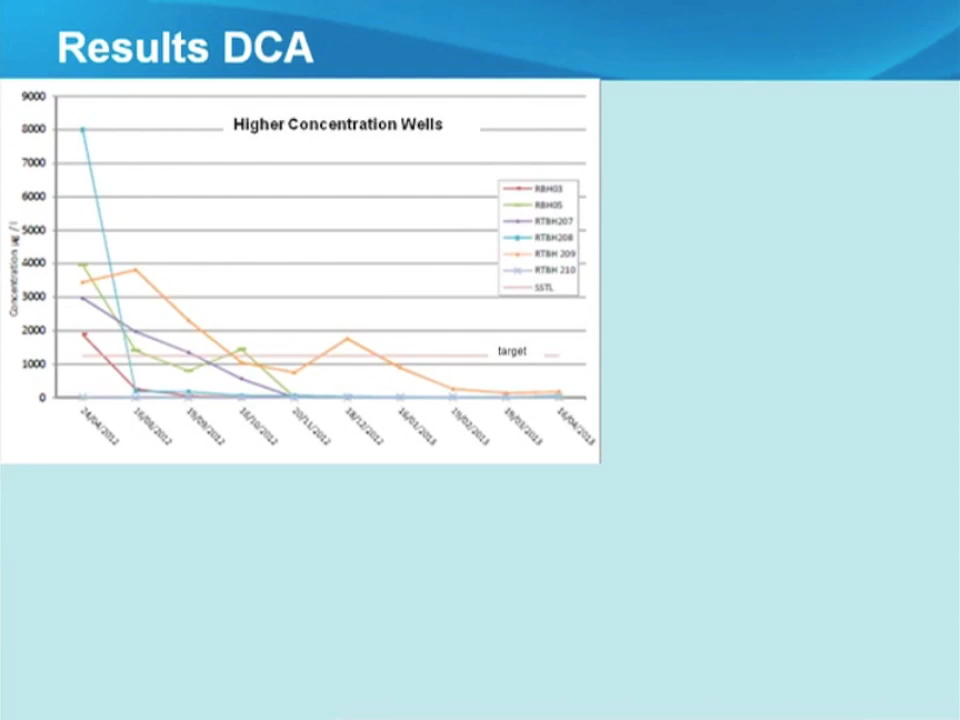 Results DCA
Higher Concentration Wells
Concentration µg / l
9000
8000
7000
6000
5000
4000
3000
2000
1000
0
RBH03
RBH05
RTBH207
RTBH208
RTBH 209
RTBH 210
SSTL
target
24/04/2012
16/08/2012
19/09/2012
16/10/2012
20/11/2012
18/12/2012
16/01/2013
19/02/2013
19/03/2013
16/04/2013